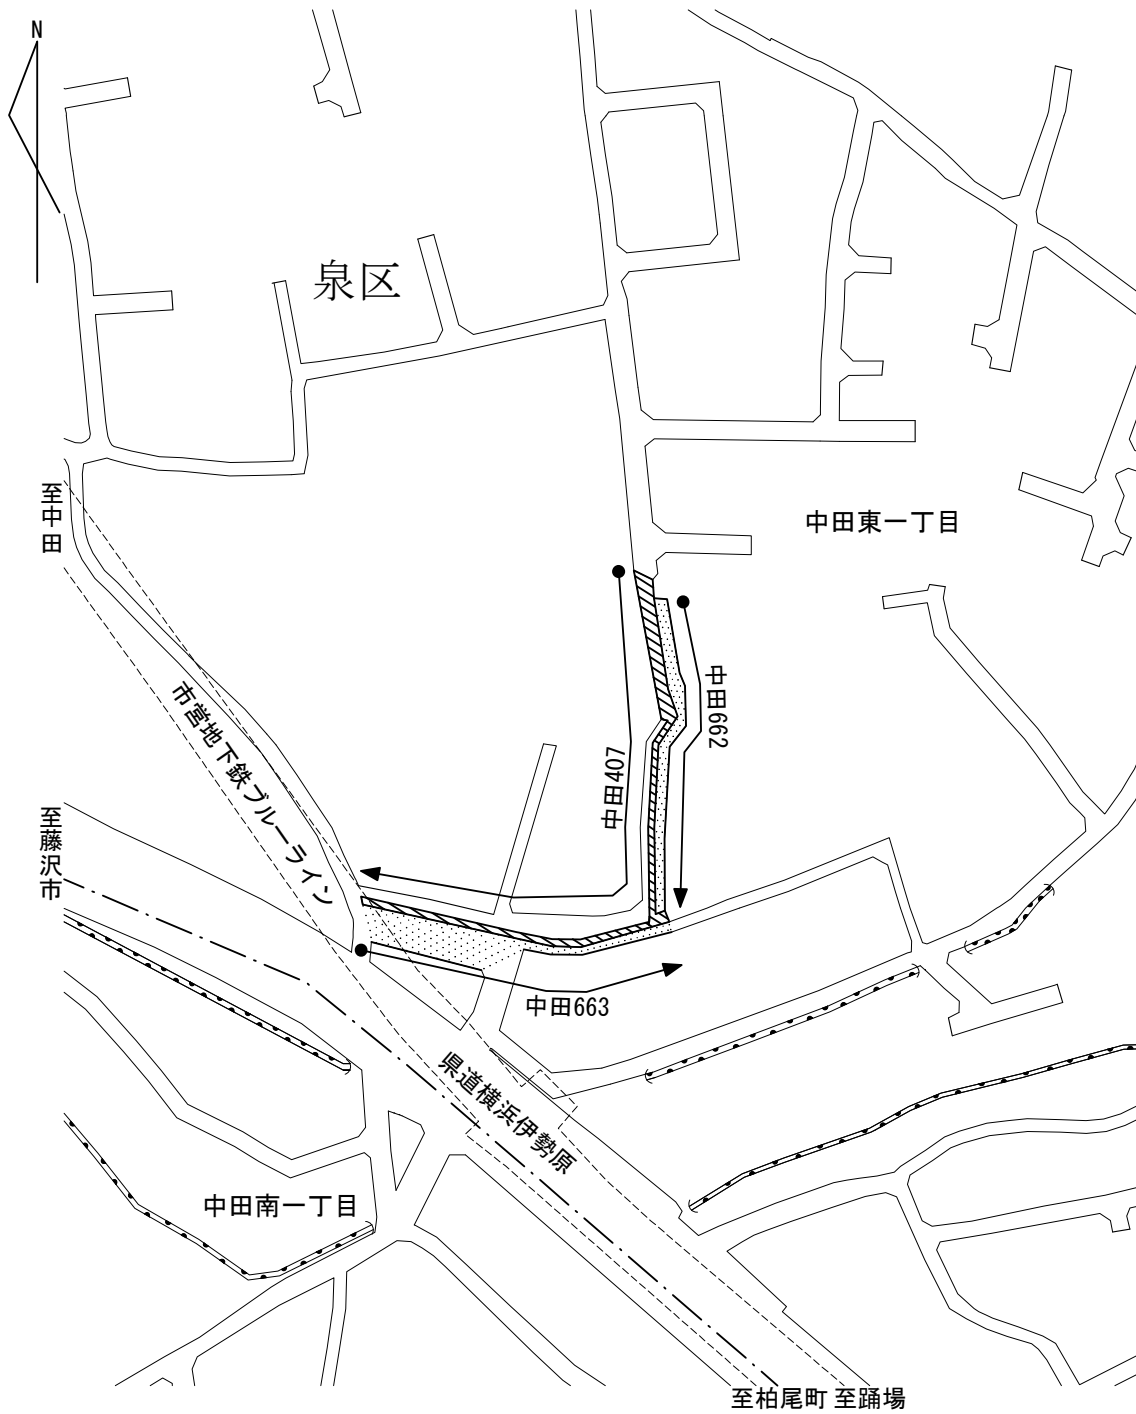 N
泉区
至中田
中田東一丁目
市営地下鉄ブルーライン
中田662
中田407
至藤沢市
中田663
県道横浜伊勢原
中田南一丁目
至柏尾町 至踊場